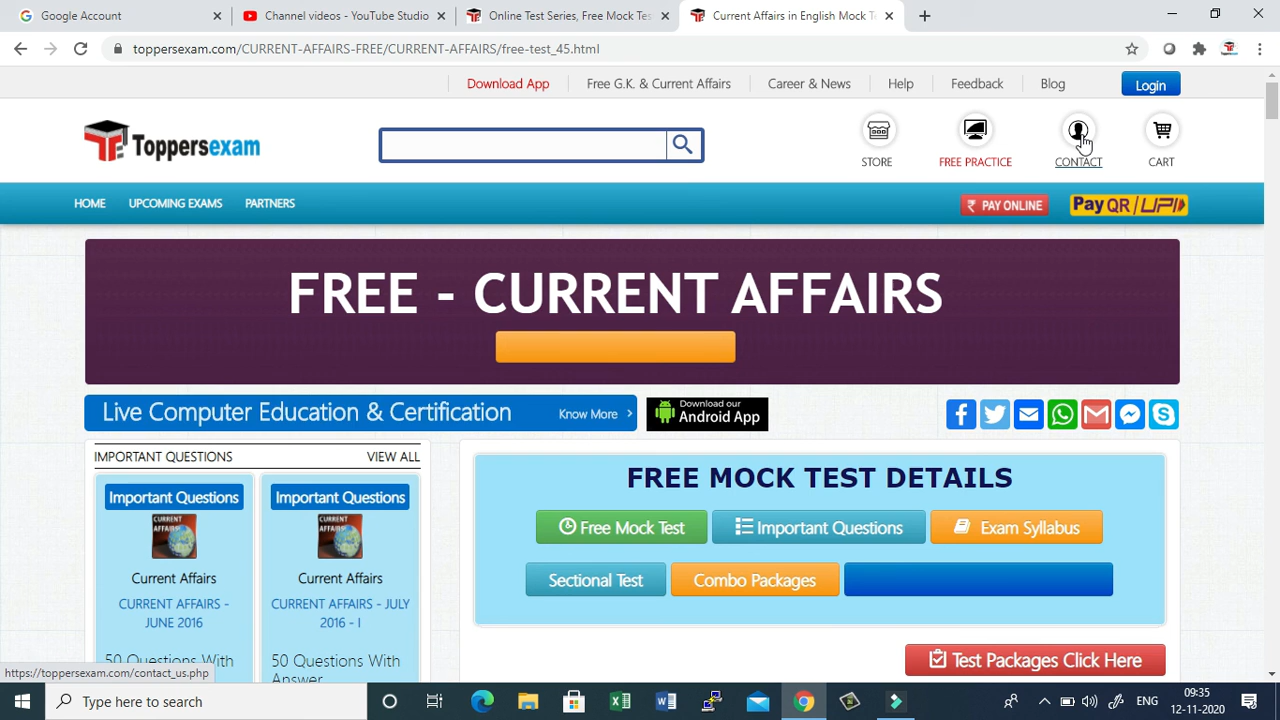 Google Account
Channel videos - YouTube Studio
Online Test Series, Free Mock Tes
Current Affairs in English Mock T
toppersexam.com/CURRENT-AFFAIRS-FREE/CURRENT-AFFAIRS/free-test_45.html
Download App
Free G.K. & Current Affairs
Career & News
Help
Feedback
Blog
Login
Toppersexam
STORE
FREE PRACTICE
CONTACT
CART
HOME
UPCOMING EXAMS
PARTNERS
₹ PAY ONLINE
Pay QR/UPI
FREE - CURRENT AFFAIRS
Live Computer Education & Certification
Know More
Download our
Android App
IMPORTANT QUESTIONS
VIEW ALL
Important Questions
CURRENT AFFAIRS
Current Affairs
CURRENT AFFAIRS -
JUNE 2016
50 Questions With
Answer
Important Questions
CURRENT AFFAIRS
Current Affairs
CURRENT AFFAIRS - JULY
2016 - I
50 Questions With
Answer
FREE MOCK TEST DETAILS
Free Mock Test
Important Questions
Exam Syllabus
Sectional Test
Combo Packages
Test Packages Click Here
https://toppersexam.com/contact_us.php
Type here to search
ENG
09:35
12-11-2020